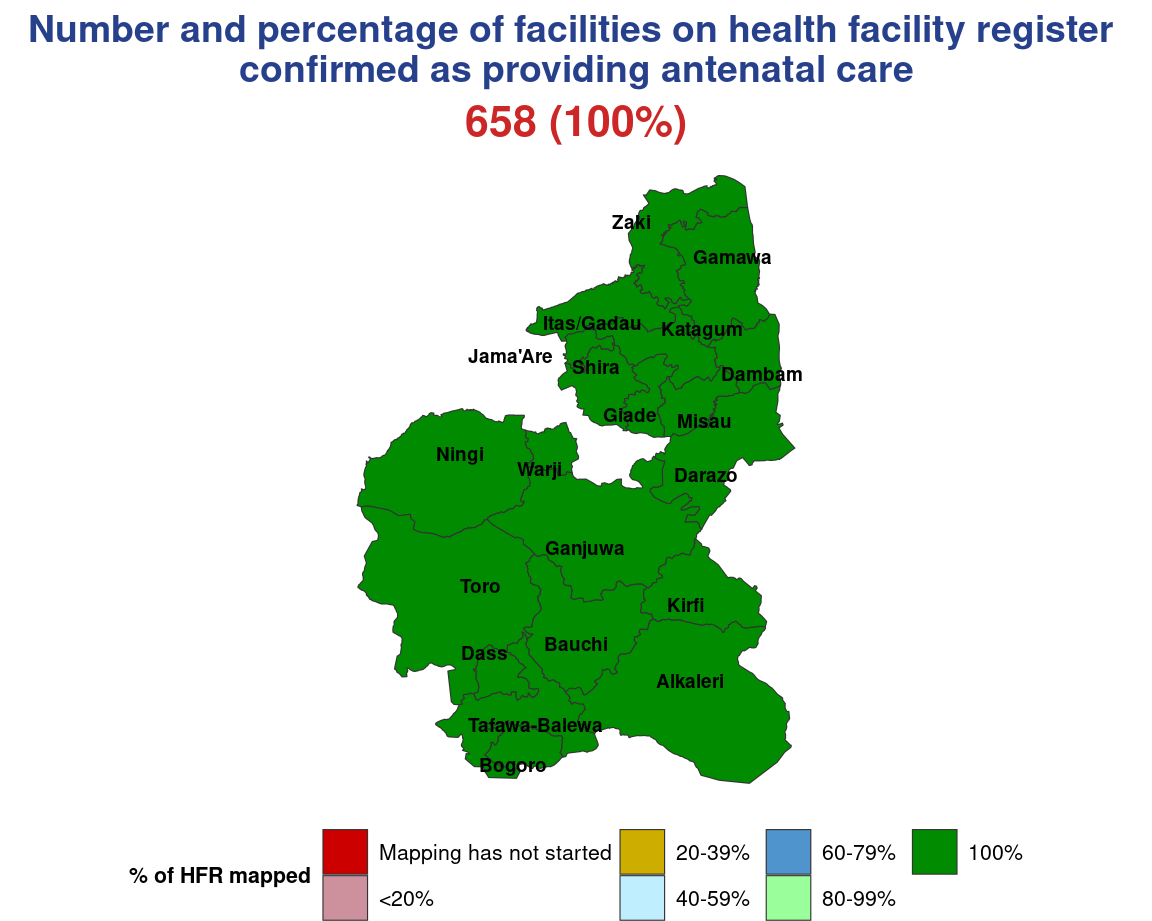 Number and percentage of facilities on health facility register
confirmed as providing antenatal care
658 (100%)
Zaki
Gamawa
Itas/Gadau
Katagum
Jama'Are
Shira
Dambam
Giade
Misau
Ningi
Warji
Darazo
Ganjuwa
Toro
Kirfi
Bauchi
Dass
Alkaleri
Tafawa-Balewa
Bogoro
% of HFR mapped
Mapping has not started
<20%
20-39%
40-59%
60-79%
80-99%
100%